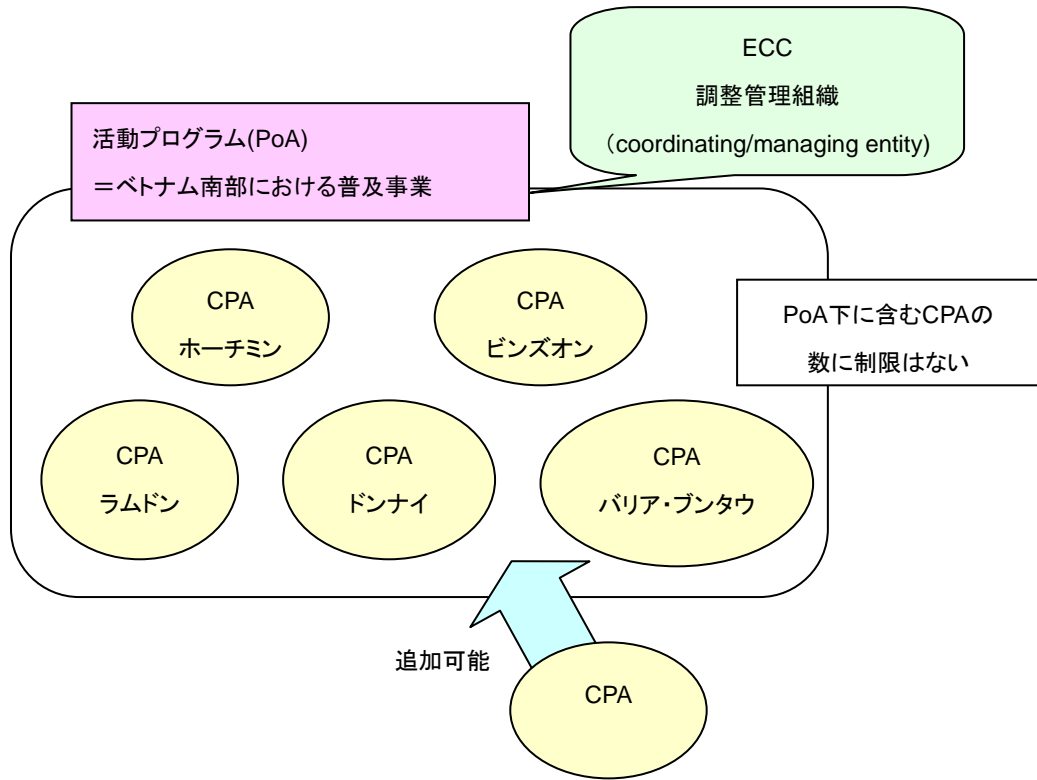 ECC
調整管理組織
（coordinating/managing entity)
活動プログラム(PoA)
＝ベトナム南部における普及事業
CPA
ホーチミン
CPA
ビンズオン
PoA下に含むCPAの
数に制限はない
CPA
ラムドン
CPA
ドンナイ
CPA
バリア・ブンタウ
追加可能
CPA